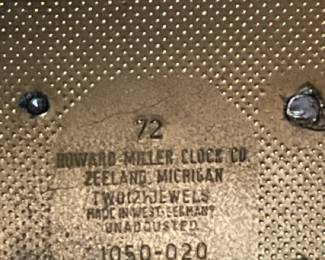 72
HOWARD MILLER CLOCK CO.
ZEELAND, MICHIGAN
TWO (2) JEWELS
MADE IN WEST GERMANY
UNADJUSTED
1050-020